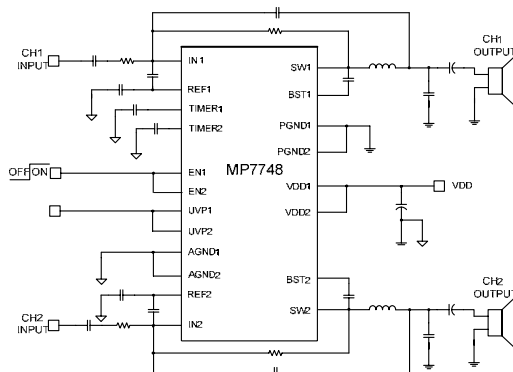 CH1
INPUT
IN1
REF1
TIMER1
TIMER2
OFF ON
EN1
EN2
UVP1
UVP2
AGND1
AGND2
REF2
CH2
INPUT
IN2
MP7748
SW1
BST1
PGND1
PGND2
VDD1
VDD2
BST2
SW2
CH1
OUTPUT
VDD
CH2
OUTPUT